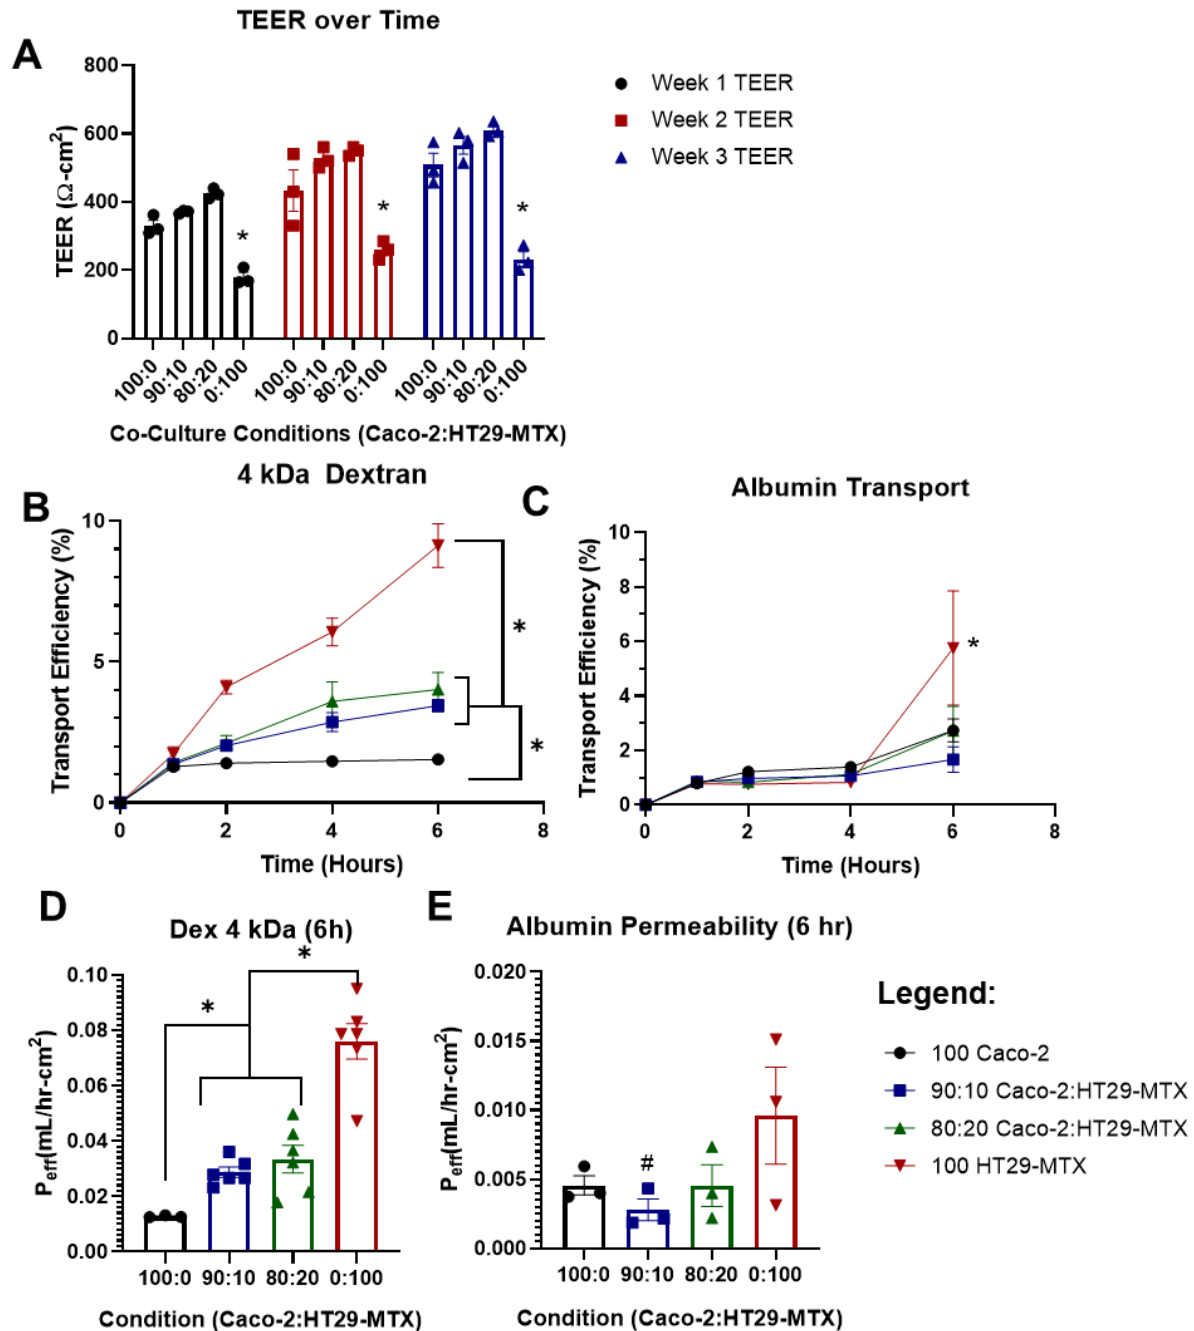 TEER over Time
A
800
600
400
200
0
TEER (Ω-cm²)
100:0
90:10
80:20
0:100
100:0
90:10
80:20
0:100
100:0
90:10
80:20
0:100
*
*
*
Co-Culture Conditions (Caco-2:HT29-MTX)
Week 1 TEER
Week 2 TEER
Week 3 TEER
B
4 kDa Dextran
10
5
0
Transport Efficiency (%)
*
*
0 2 4 6 8
Time (Hours)
C
Albumin Transport
10
8
6
4
2
0
Transport Efficiency (%)
*
0 2 4 6 8
Time (Hours)
D
Dex 4 kDa (6h)
*
*
0.10
0.08
0.06
0.04
0.02
0.00
Peff(mL/hr-cm²)
100:0 90:10 80:20 0:100
Condition (Caco-2:HT29-MTX)
E
Albumin Permeability (6 hr)
0.020
0.015
0.010
0.005
0.000
Peff(mL/hr-cm²)
#
100:0 90:10 80:20 0:100
Condition (Caco-2:HT29-MTX)
Legend:
100 Caco-2
90:10 Caco-2:HT29-MTX
80:20 Caco-2:HT29-MTX
100 HT29-MTX